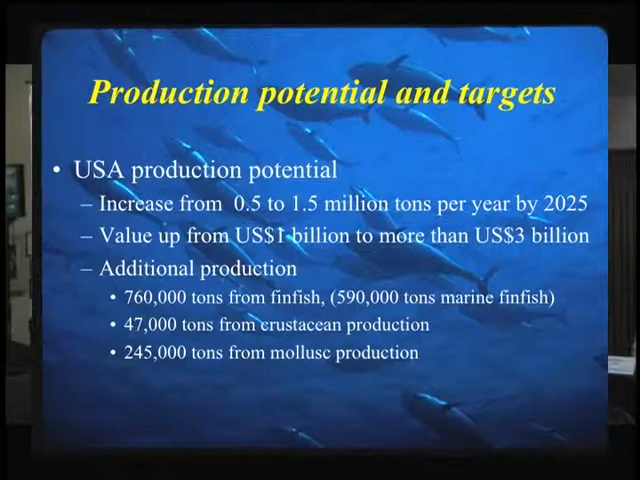 Production potential and targets
• USA production potential
– Increase from 0.5 to 1.5 million tons per year by 2025
– Value up from US$1 billion to more than US$3 billion
– Additional production
• 760,000 tons from finfish, (590,000 tons marine finfish)
• 47,000 tons from crustacean production
• 245,000 tons from mollusc production